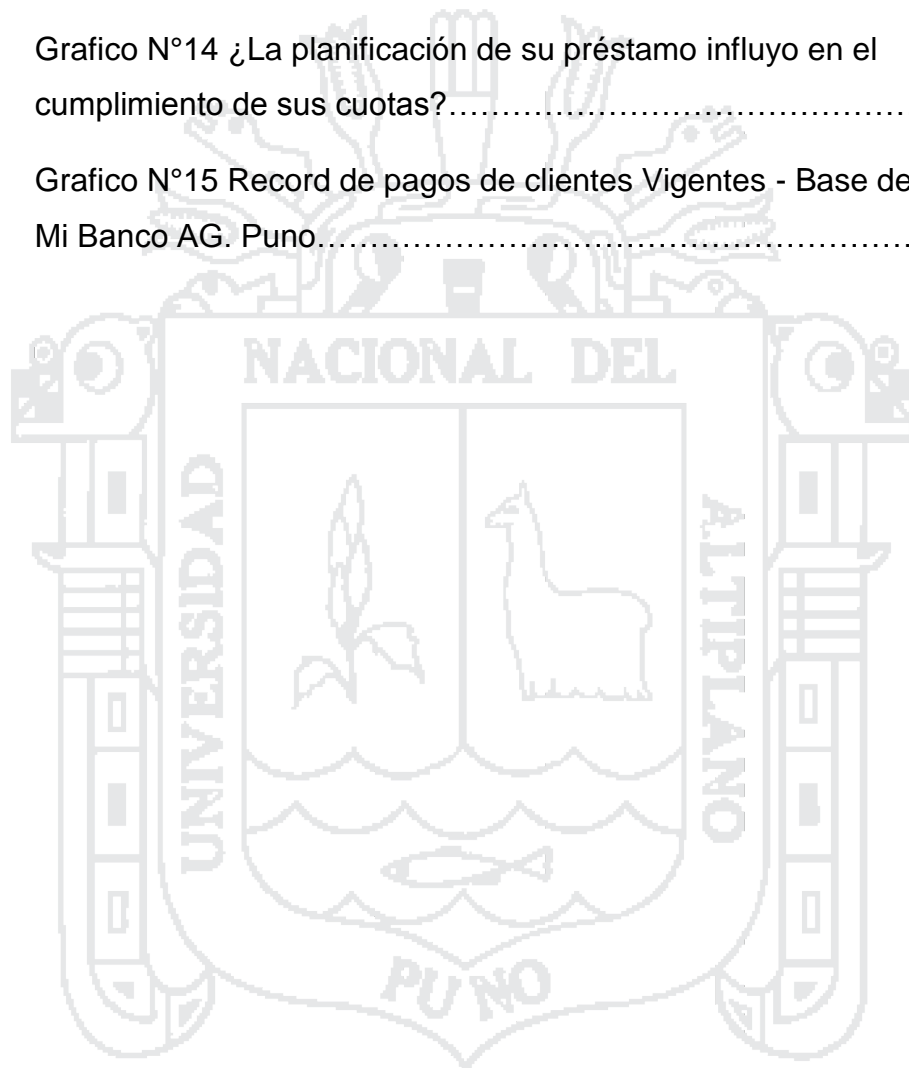 Grafico N°14 ¿La planificación de su préstamo influyo en el
cumplimiento de sus cuotas?……………………………………
Grafico N°15 Record de pagos de clientes Vigentes - Base de
Mi Banco AG. Puno……………………………………………….
NACIONAL DEL
UNIVERSIDAD
ALTIPLANO
PUNO